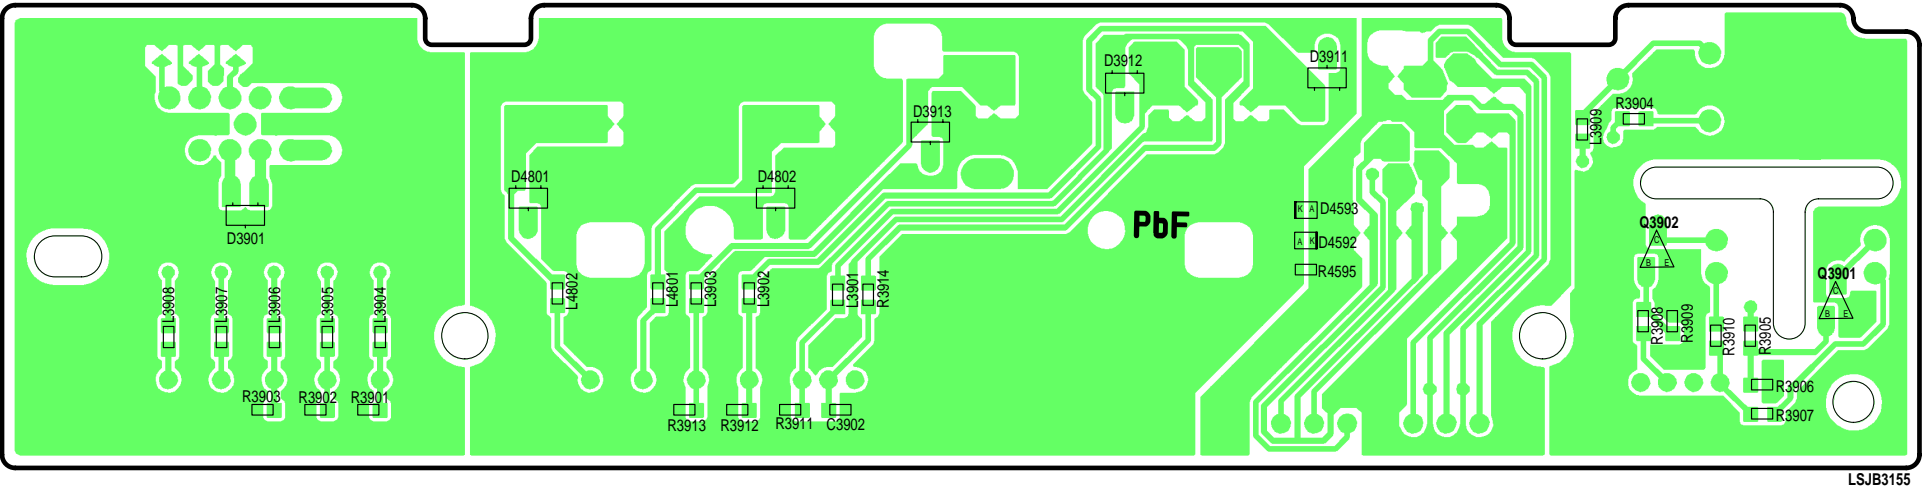 D3912
D3911
R3904
D3913
L3909
D4801
D4802
D4593
K A
PbF
Q3902
D3901
D4592
A K
C
B E
R4595
Q3901
C
B E
L3908
L3907
L3906
L3905
L3904
L4802
L4801
L3903
L3902
L3901
R3914
R3908
R3909
R3910
R3905
R3903
R3902
R3901
R3906
R3913
R3912
R3911
C3902
R3907
LSJB3155